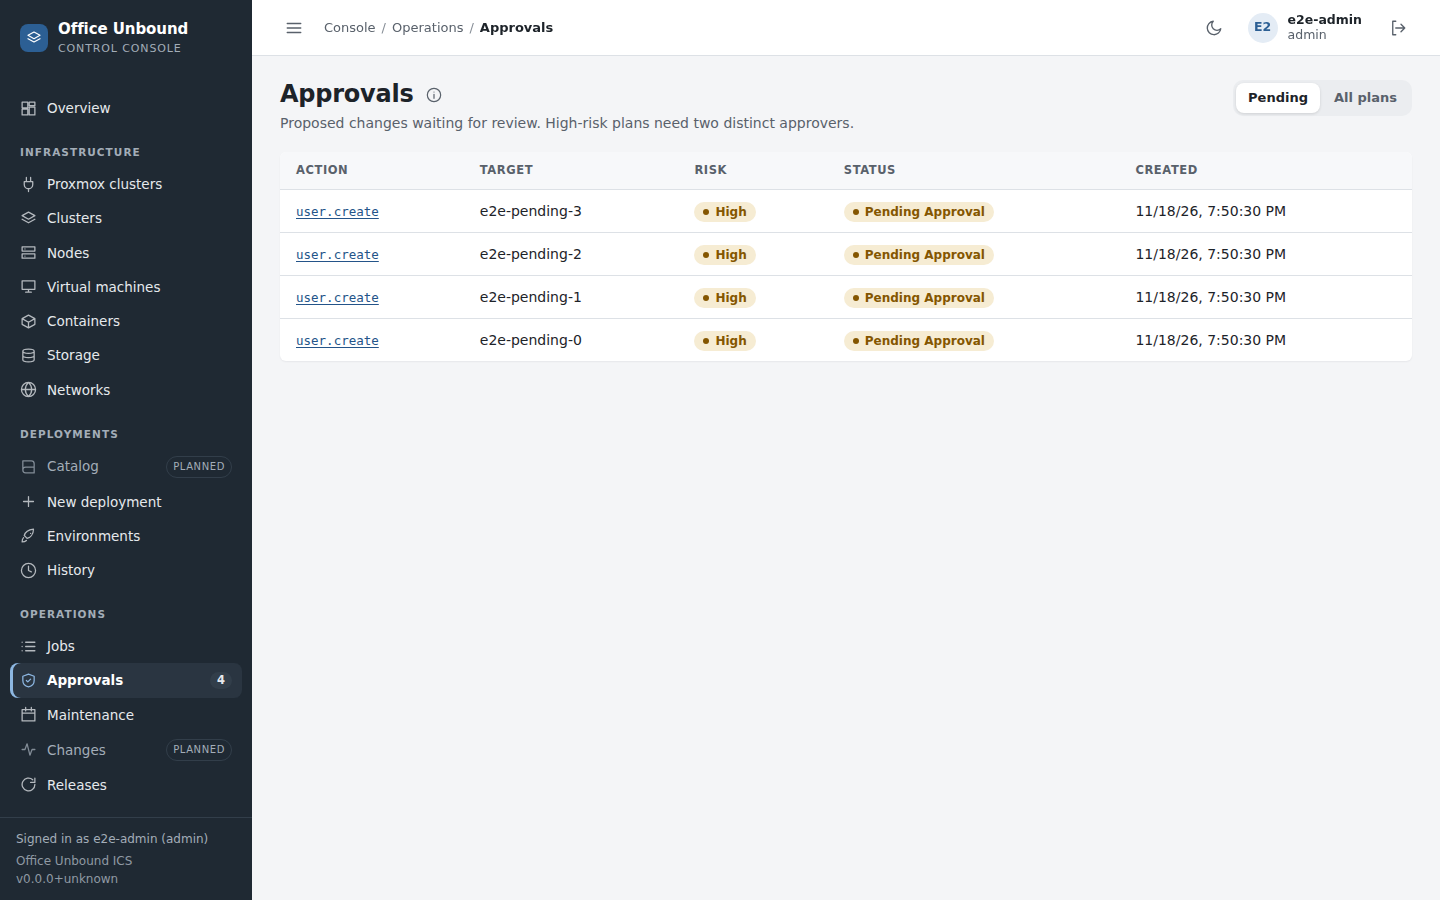 Office Unbound
CONTROL CONSOLE
Overview
INFRASTRUCTURE
Proxmox clusters
Clusters
Nodes
Virtual machines
Containers
Storage
Networks
DEPLOYMENTS
Catalog PLANNED
New deployment
Environments
History
OPERATIONS
Jobs
Approvals 4
Maintenance
Changes PLANNED
Releases
Signed in as e2e-admin (admin)
Office Unbound ICS
v0.0.0+unknown
Console / Operations / Approvals
E2 e2e-admin
admin
Approvals
Proposed changes waiting for review. High-risk plans need two distinct approvers.
Pending All plans
ACTION TARGET RISK STATUS CREATED
user.create e2e-pending-3 High Pending Approval 11/18/26, 7:50:30 PM
user.create e2e-pending-2 High Pending Approval 11/18/26, 7:50:30 PM
user.create e2e-pending-1 High Pending Approval 11/18/26, 7:50:30 PM
user.create e2e-pending-0 High Pending Approval 11/18/26, 7:50:30 PM